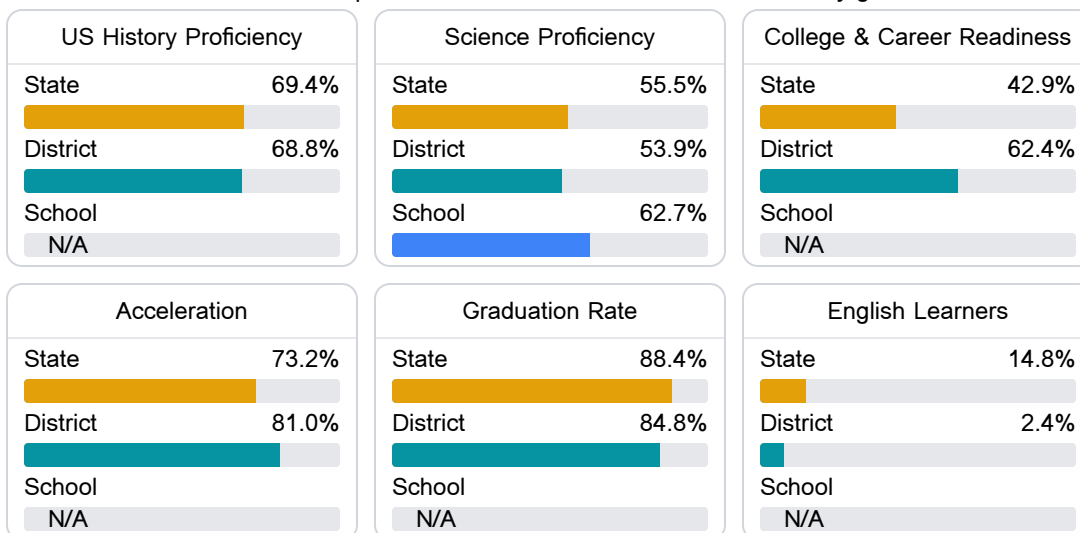 US History Proficiency
State 69.4%
District 68.8%
School
N/A
Science Proficiency
State 55.5%
District 53.9%
School 62.7%
College & Career Readiness
State 42.9%
District 62.4%
School
N/A
Acceleration
State 73.2%
District 81.0%
School
N/A
Graduation Rate
State 88.4%
District 84.8%
School
N/A
English Learners
State 14.8%
District 2.4%
School
N/A